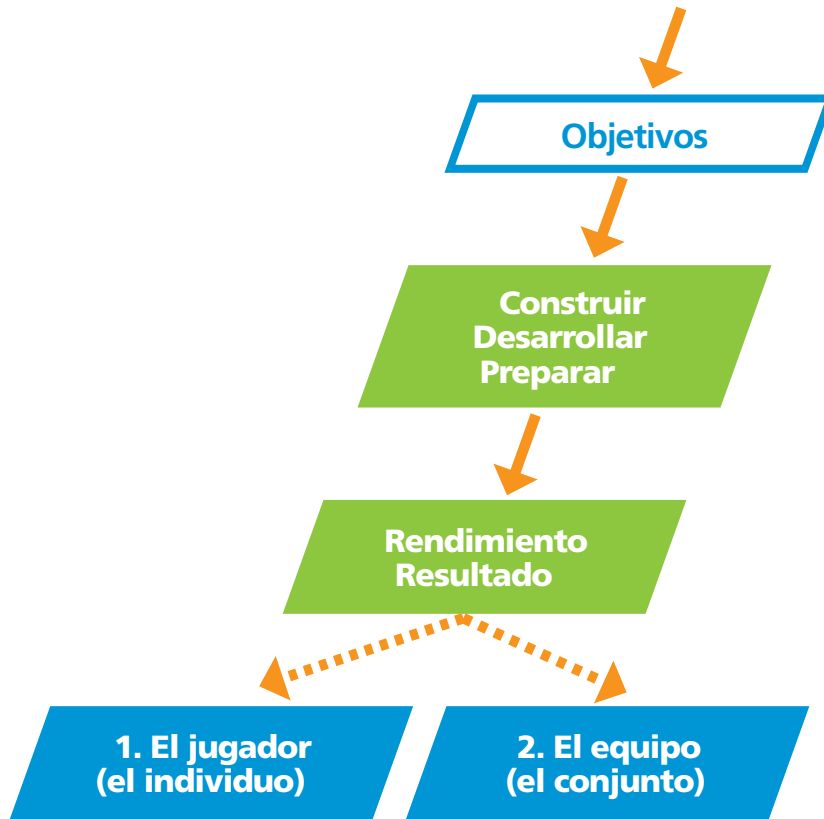 Objetivos
Construir
Desarrollar
Preparar
Rendimiento
Resultado
1. El jugador
(el individuo)
2. El equipo
(el conjunto)